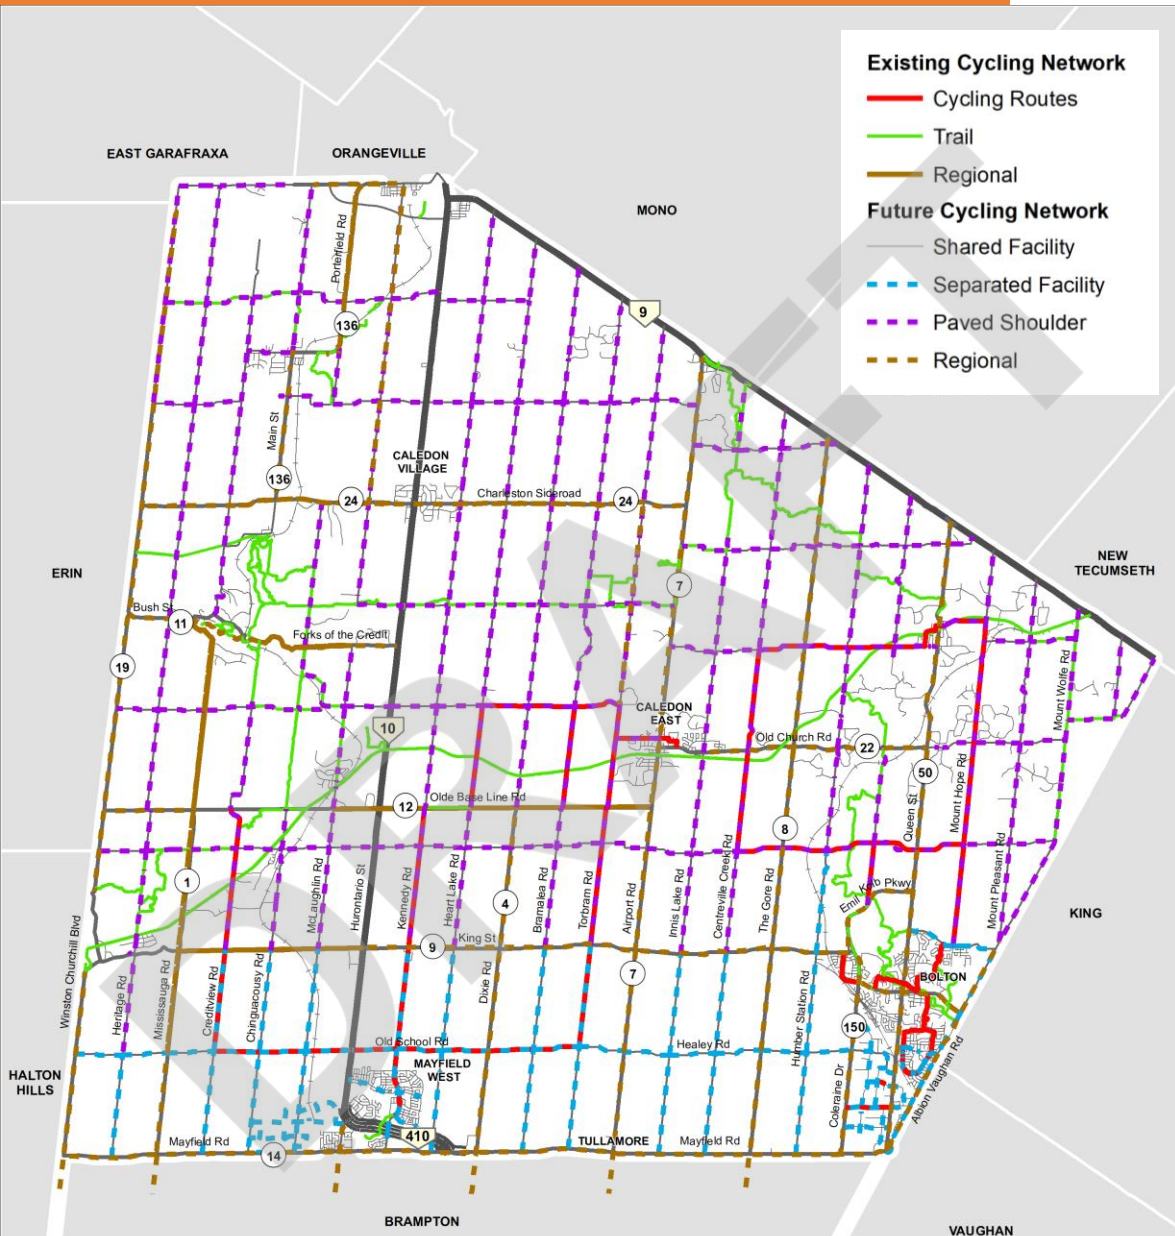 Existing Cycling Network
Cycling Routes
Trail
Regional
Future Cycling Network
Shared Facility
Separated Facility
Paved Shoulder
Regional
EAST GARAFRAXA
ORANGEVILLE
MONO
Porterfield Rd
9
136
Main St
CALEDON
VILLAGE
136
24
Charleston Sideroad
24
ERIN
NEW
TECUMSETH
7
Bush St
11
Forks of the Credit
19
Mount Wolfe Rd
CALEDON
EAST
10
Old Church Rd
22
50
Mount Hope Rd
12
Olde Base Line Rd
Queen St
8
Centreville Creek Rd
Mount Pleasant Rd
1
McLaughlin Rd
Hurontario St
Kennedy Rd
Heart Lake Rd
4
Bramalea Rd
Torbram Rd
Airport Rd
Innis Lake Rd
The Gore Rd
Emil Kolb Pkwy
KING
Winston Churchill Blvd
9
King St
7
BOLTON
Heritage Rd
Mississauga Rd
Creditview Rd
Chinguacousy Rd
Dixie Rd
Humber Station Rd
150
Old School Rd
Healey Rd
HALTON
HILLS
MAYFIELD
WEST
Coleraine Dr
Albion Vaughan Rd
Mayfield Rd
14
410
TULLAMORE
Mayfield Rd
BRAMPTON
VAUGHAN
DRAFT